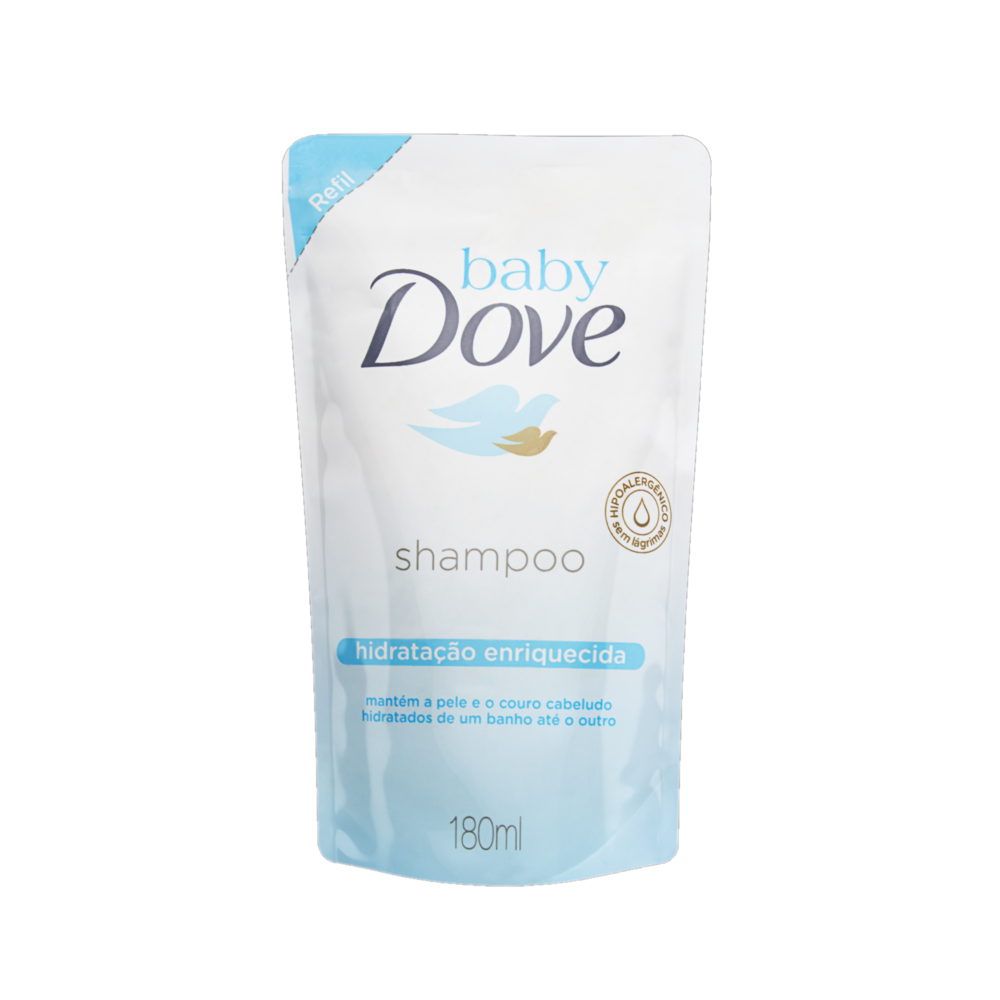 Refil
baby
Dove
HIPOALERGÊNICO
sem lágrimas
shampoo
hidratação enriquecida
mantém a pele e o couro cabeludo
hidratados de um banho até o outro
180ml